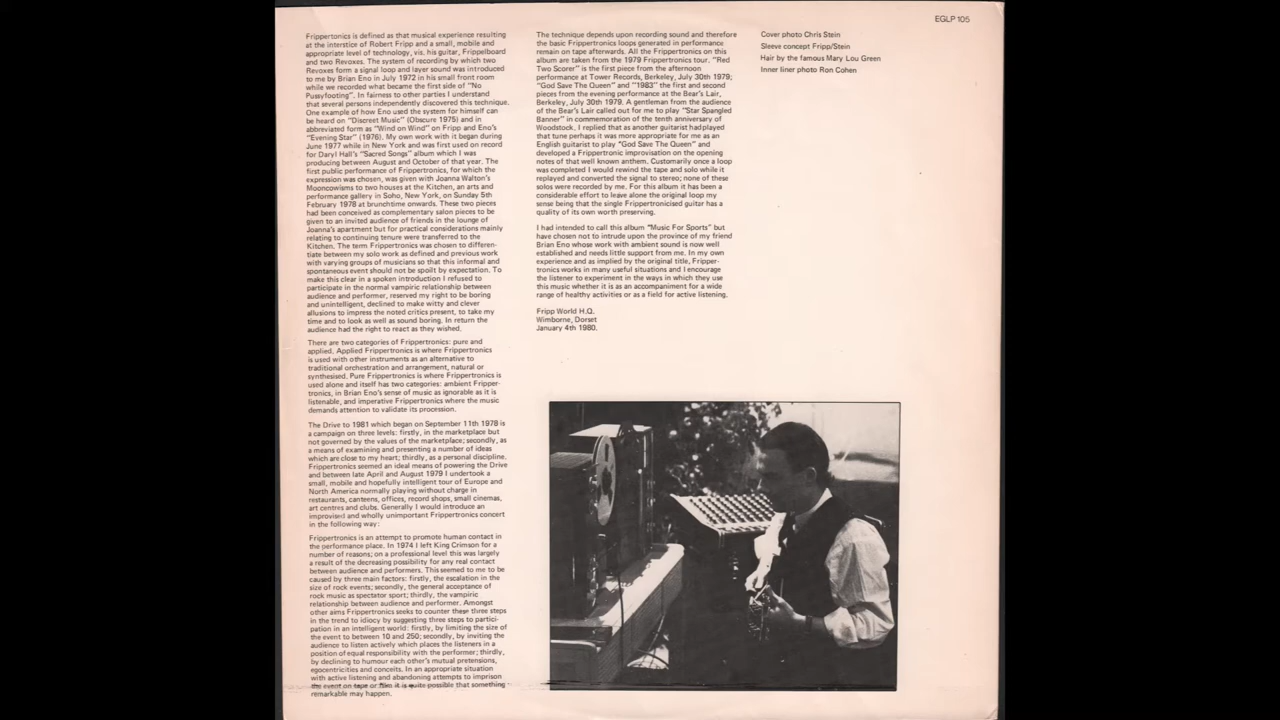 Frippertonics is defined as that musical experience resulting
at the interstice of Robert Fripp and a small, mobile and
appropriate level of technology, vis. his guitar, Frippelboard
and two Revoxes. The system of recording by which two
Revoxes form a signal loop and layer sound was introduced
to me by Brian Eno in July 1972 in his small front room
while we recorded what became the first side of "No
Pussyfooting". In fairness to other parties I understand
that several persons independently discovered this technique.
One example of how Eno used the system for himself can
be heard on "Discreet Music" (Obscure 1975) and in
abbreviated form as "Wind on Wind" on Fripp and Eno's
"Evening Star" (1976). My own work with it began during
June 1977 while in New York and was first used on record
for Daryl Hall's "Sacred Songs" album which I was
producing between August and October of that year. The
first public performance of Frippertronics, for which the
expression was chosen, was given with Joanna Walton's
Mooncowisms to two houses at the Kitchen, an arts and
performance gallery in Soho, New York, on Sunday 5th
February 1978 at brunchtime onwards. These two pieces
had been conceived as complementary salon pieces to be
given to an invited audience of friends in the lounge of
Joanna's apartment but for practical considerations mainly
relating to continuing tenure were transferred to the
Kitchen. The term Frippertronics was chosen to differen-
tiate between my solo work as defined and previous work
with varying groups of musicians so that this informal and
spontaneous event should not be spoilt by expectation. To
make this clear in a spoken introduction I refused to
participate in the normal vampiric relationship between
audience and performer, reserved my right to be boring
and unintelligent, declined to make witty and clever
allusions to impress the noted critics present, to take my
time and to look as well as sound boring. In return the
audience had the right to react as they wished.
There are two categories of Frippertronics: pure and
applied. Applied Frippertronics is where Frippertronics
is used with other instruments as an alternative to
traditional orchestration and arrangement, natural or
synthesised. Pure Frippertronics is where Frippertronics is
used alone and itself has two categories: ambient Fripper-
tronics, in Brian Eno's sense of music as ignorable as it is
listenable, and imperative Frippertronics where the music
demands attention to validate its procession.
The Drive to 1981 which began on September 11th 1978 is
a campaign on three levels: firstly, in the marketplace but
not governed by the values of the marketplace; secondly, as
a means of examining and presenting a number of ideas
which are close to my heart; thirdly, as a personal discipline.
Frippertronics seemed an ideal means of powering the Drive
and between late April and August 1979 I undertook a
small, mobile and hopefully intelligent tour of Europe and
North America normally playing without charge in
restaurants, canteens, offices, record shops, small cinemas,
art centres and clubs. Generally I would introduce an
improvised and wholly unimportant Frippertronics concert
in the following way:
Frippertronics is an attempt to promote human contact in
the performance place. In 1974 I left King Crimson for a
number of reasons; on a professional level this was largely
a result of the decreasing possibility for any real contact
between audience and performers. This seemed to me to be
caused by three main factors: firstly, the escalation in the
size of rock events; secondly, the general acceptance of
rock music as spectator sport; thirdly, the vampiric
relationship between audience and performer. Amongst
other aims Frippertronics seeks to counter these three steps
in the trend to idiocy by suggesting three steps to partici-
pation in an intelligent world: firstly, by limiting the size of
the event to between 10 and 250; secondly, by inviting the
audience to listen actively which places the listeners in a
position of equal responsibility with the performer; thirdly,
by declining to humour each other's mutual pretensions,
egocentricities and conceits. In an appropriate situation
with active listening and abandoning attempts to imprison
the event on tape or film it is quite possible that something
remarkable may happen.
The technique depends upon recording sound and therefore
the basic Frippertronics loops generated in performance
remain on tape afterwards. All the Frippertronics on this
album are taken from the 1979 Frippertronics tour. "Red
Two Scorer" is the first piece from the afternoon
performance at Tower Records, Berkeley, July 30th 1979;
"God Save The Queen" and "1983" the first and second
pieces from the evening performance at the Bear's Lair,
Berkeley, July 30th 1979. A gentleman from the audience
of the Bear's Lair called out for me to play "Star Spangled
Banner" in commemoration of the tenth anniversary of
Woodstock. I replied that as another guitarist had played
that tune perhaps it was more appropriate for me as an
English guitarist to play "God Save The Queen" and
developed a Frippertronic improvisation on the opening
notes of that well known anthem. Customarily once a loop
was completed I would rewind the tape and solo while it
replayed and converted the signal to stereo; none of these
solos were recorded by me. For this album it has been a
considerable effort to leave alone the original loop my
sense being that the single Frippertronicised guitar has a
quality of its own worth preserving.
I had intended to call this album "Music For Sports" but
have chosen not to intrude upon the province of my friend
Brian Eno whose work with ambient sound is now well
established and needs little support from me. In my own
experience and as implied by the original title, Fripper-
tronics works in many useful situations and I encourage
the listener to experiment in the ways in which they use
this music whether it is as an accompaniment for a wide
range of healthy activities or as a field for active listening.
Fripp World H.Q.
Wimborne, Dorset
January 4th 1980.
EGLP 105
Cover photo Chris Stein
Sleeve concept Fripp/Stein
Hair by the famous Mary Lou Green
Inner liner photo Ron Cohen